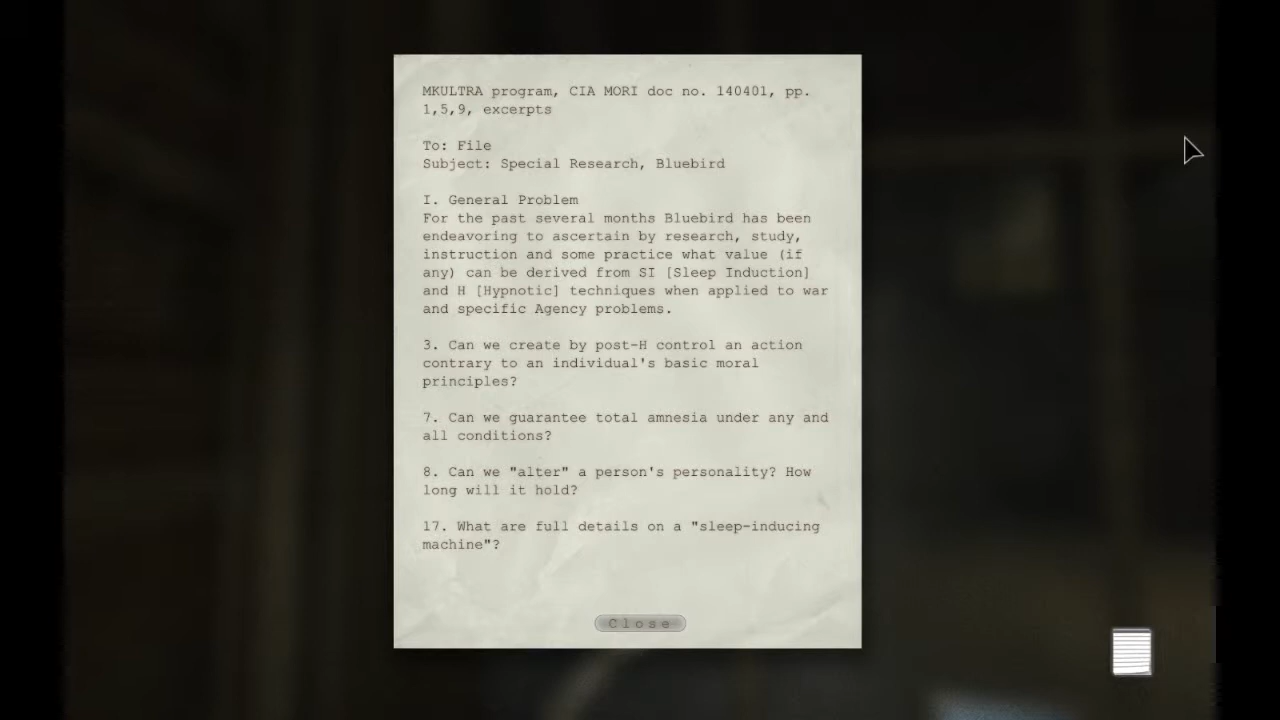 MKULTRA program, CIA MORI doc no. 140401, pp.
1,5,9, excerpts
To: File
Subject: Special Research, Bluebird
I. General Problem
For the past several months Bluebird has been
endeavoring to ascertain by research, study,
instruction and some practice what value (if
any) can be derived from SI [Sleep Induction]
and H [Hypnotic] techniques when applied to war
and specific Agency problems.
3. Can we create by post-H control an action
contrary to an individual's basic moral
principles?
7. Can we guarantee total amnesia under any and
all conditions?
8. Can we "alter" a person's personality? How
long will it hold?
17. What are full details on a "sleep-inducing
machine"?
Close